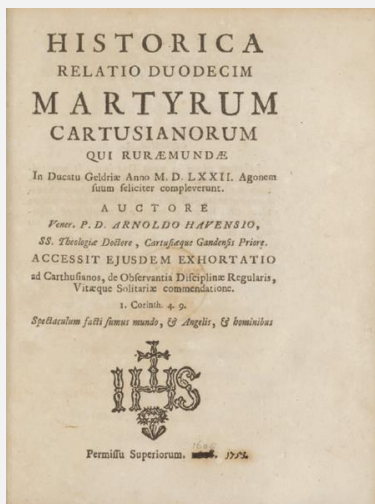 HISTORICA
RELATIO DUODECIM
MARTYRUM
CARTUSIANORUM
QUI RURÆMUNDÆ
In Ducatu Geldriæ Anno M. D. LXXII. Agonem
suum feliciter compleverunt.
AUCTORE
Vener. P. D. ARNOLDO HAVENSIO,
SS. Theologiæ Doctore, Cartusiæque Gandensis Priore.
ACCESSIT EJUSDEM EXHORTATIO
ad Carthusianos, de Observantia Disciplinæ Regularis,
Vitæque Solitariæ commendatione.
1. Corinth. 4. 9.
Spectaculum facti sumus mundo, & Angelis, & hominibus
IHS
Permissu Superiorum. 1753.